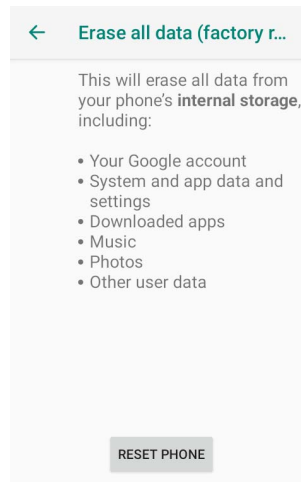 Erase all data (factory r...
This will erase all data from
your phone's internal storage,
including:
• Your Google account
• System and app data and
settings
• Downloaded apps
• Music
• Photos
• Other user data
RESET PHONE